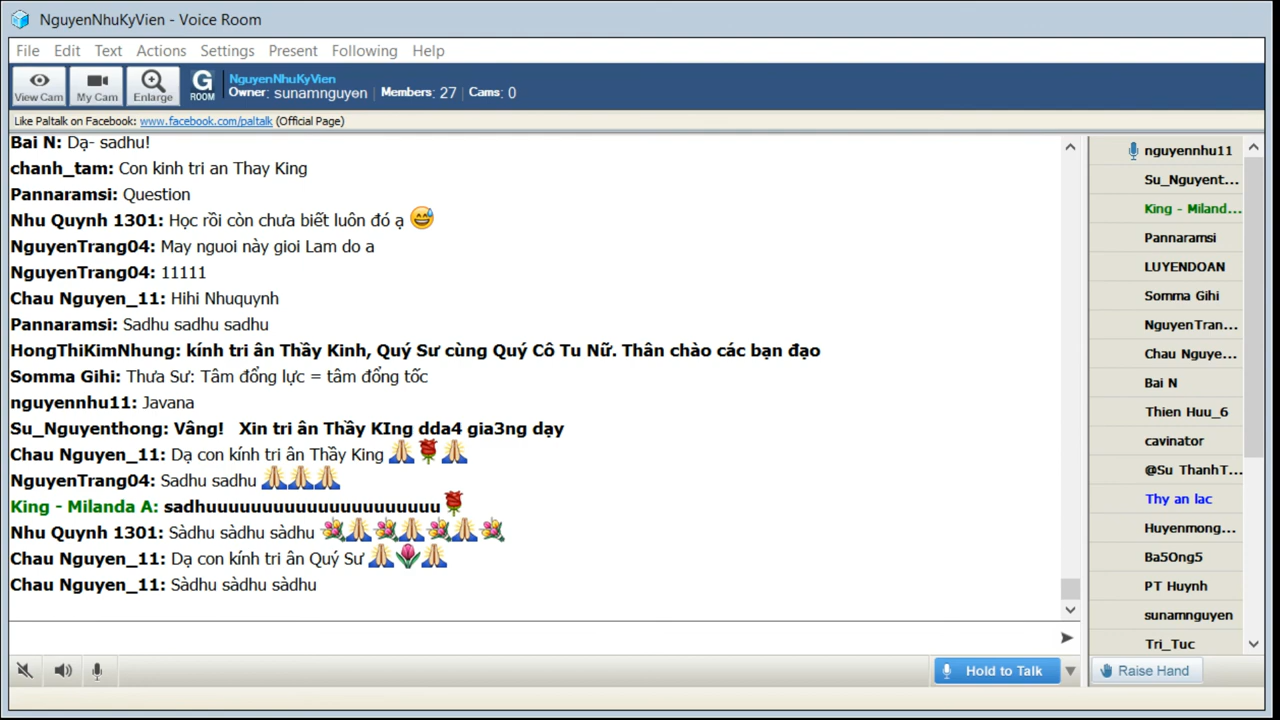 NguyenNhuKyVien - Voice Room
File Edit Text Actions Settings Present Following Help
View Cam My Cam Enlarge G ROOM
NguyenNhuKyVien
Owner: sunamnguyen | Members: 27 | Cams: 0
Like Paltalk on Facebook: www.facebook.com/paltalk (Official Page)
Bai N: Dạ- sadhu!
chanh_tam: Con kinh tri an Thay King
Pannaramsi: Question
Nhu Quynh 1301: Học rồi còn chưa biết luôn đó ạ 😅
NguyenTrang04: May nguoi này gioi Lam do a
NguyenTrang04: 11111
Chau Nguyen_11: Hihi Nhuquynh
Pannaramsi: Sadhu sadhu sadhu
HongThiKimNhung: kính tri ân Thầy Kinh, Quý Sư cùng Quý Cô Tu Nữ. Thân chào các bạn đạo
Somma Gihi: Thưa Sư: Tâm đổng lực = tâm đổng tốc
nguyennhu11: Javana
Su_Nguyenthong: Vâng! Xin tri ân Thầy KIng dda4 gia3ng dạy
Chau Nguyen_11: Dạ con kính tri ân Thầy King 🙏🌹🙏
NguyenTrang04: Sadhu sadhu 🙏🙏🙏
King - Milanda A: sadhuuuuuuuuuuuuuuuuuuuuuu 🌹
Nhu Quynh 1301: Sàdhu sàdhu sàdhu 💐🙏💐🙏💐🙏💐
Chau Nguyen_11: Dạ con kính tri ân Quý Sư 🙏🌷🙏
Chau Nguyen_11: Sàdhu sàdhu sàdhu
nguyennhu11
Su_Nguyent...
King - Miland...
Pannaramsi
LUYENDOAN
Somma Gihi
NguyenTran...
Chau Nguye...
Bai N
Thien Huu_6
cavinator
@Su ThanhT...
Thy an lac
Huyenmong...
Ba5Ong5
PT Huynh
sunamnguyen
Tri_Tuc
Hold to Talk
Raise Hand